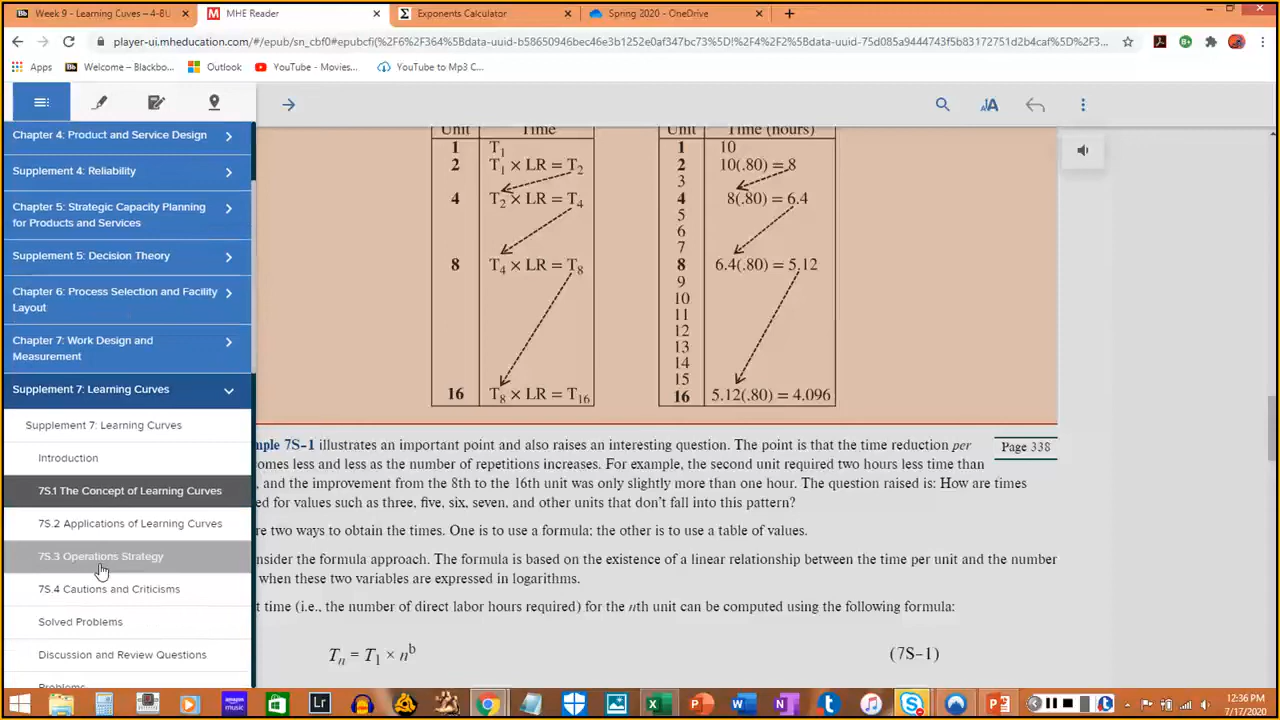 Week 9 - Learning Cuves – 4-BU
MHE Reader
Exponents Calculator
Spring 2020 - OneDrive
player-ui.mheducation.com/#/epub/sn_cbf0#epubcfi(%2F6%2F364%5Bdata-uuid-b58650946bec46e3b1252e0af347bc73%5D!%2F4%2F2%5Bdata-uuid-75d085a9444743f5b83172751d2b4caf%5D%2F3...
Apps
Welcome – Blackbo...
Outlook
YouTube - Movies...
YouTube to Mp3 C...
Chapter 4: Product and Service Design
Supplement 4: Reliability
Chapter 5: Strategic Capacity Planning
for Products and Services
Supplement 5: Decision Theory
Chapter 6: Process Selection and Facility
Layout
Chapter 7: Work Design and
Measurement
Supplement 7: Learning Curves
Supplement 7: Learning Curves
Introduction
7S.1 The Concept of Learning Curves
7S.2 Applications of Learning Curves
7S.3 Operations Strategy
7S.4 Cautions and Criticisms
Solved Problems
Discussion and Review Questions
Problems
Unit Time
1 T₁
2 T₁ × LR = T₂
4 T₂ × LR = T₄
8 T₄ × LR = T₈
16 T₈ × LR = T₁₆
Unit Time (hours)
1 10
2 10(.80) = 8
3
4 8(.80) = 6.4
5
6
7
8 6.4(.80) = 5.12
9
10
11
12
13
14
15
16 5.12(.80) = 4.096
mple 7S-1 illustrates an important point and also raises an interesting question. The point is that the time reduction per
Page 338
omes less and less as the number of repetitions increases. For example, the second unit required two hours less time than
, and the improvement from the 8th to the 16th unit was only slightly more than one hour. The question raised is: How are times
ed for values such as three, five, six, seven, and other units that don't fall into this pattern?
re two ways to obtain the times. One is to use a formula; the other is to use a table of values.
nsider the formula approach. The formula is based on the existence of a linear relationship between the time per unit and the number
when these two variables are expressed in logarithms.
t time (i.e., the number of direct labor hours required) for the nth unit can be computed using the following formula:
Tₙ = T₁ × nᵇ (7S–1)
12:36 PM
7/17/2020